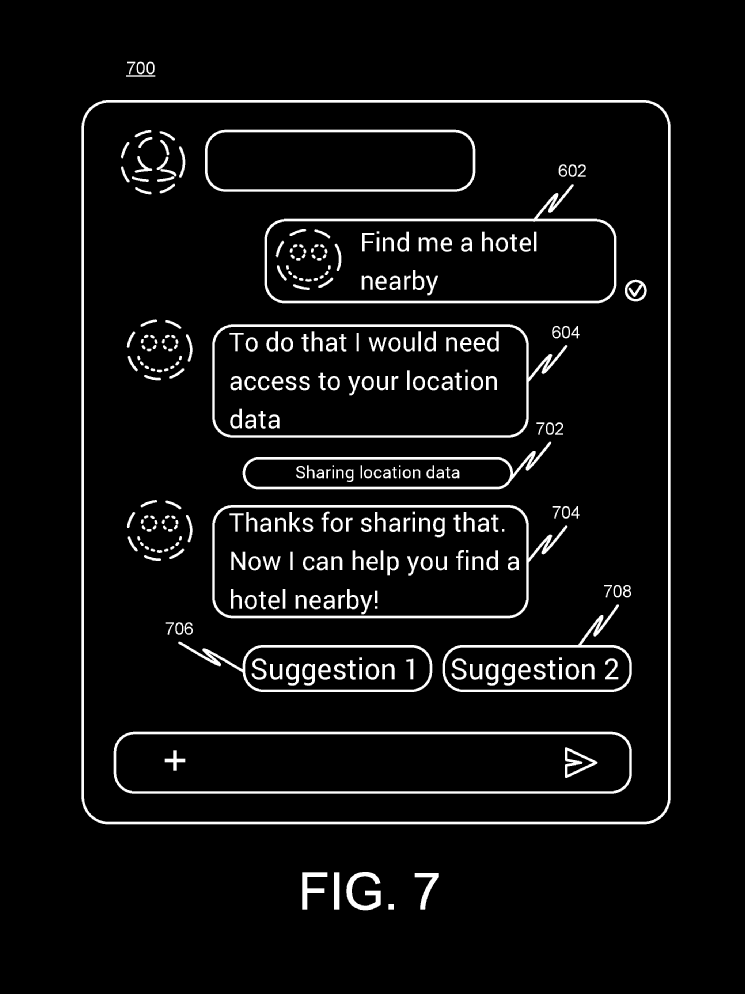 700
602
Find me a hotel
nearby
To do that I would need
access to your location
data
604
702
Sharing location data
Thanks for sharing that.
Now I can help you find a
hotel nearby!
704
708
706
Suggestion 1
Suggestion 2
+
FIG. 7